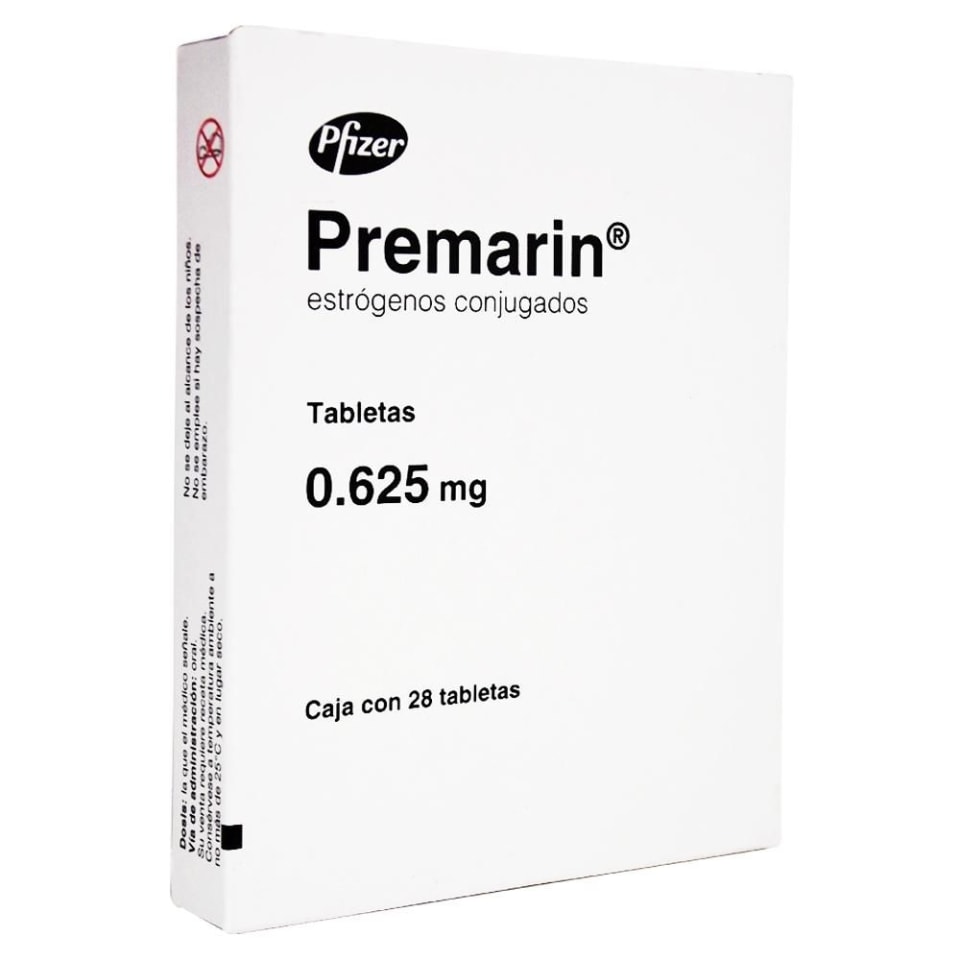 Pfizer
Premarin®
estrógenos conjugados
Tabletas
0.625 mg
Caja con 28 tabletas
No se deje al alcance de los niños.
No se emplee si hay sospecha de
embarazo.
Dosis: la que el médico señale.
Vía de administración: oral.
Su venta requiere receta médica.
Consérvese a temperatura ambiente a
no más de 25°C y en lugar seco.